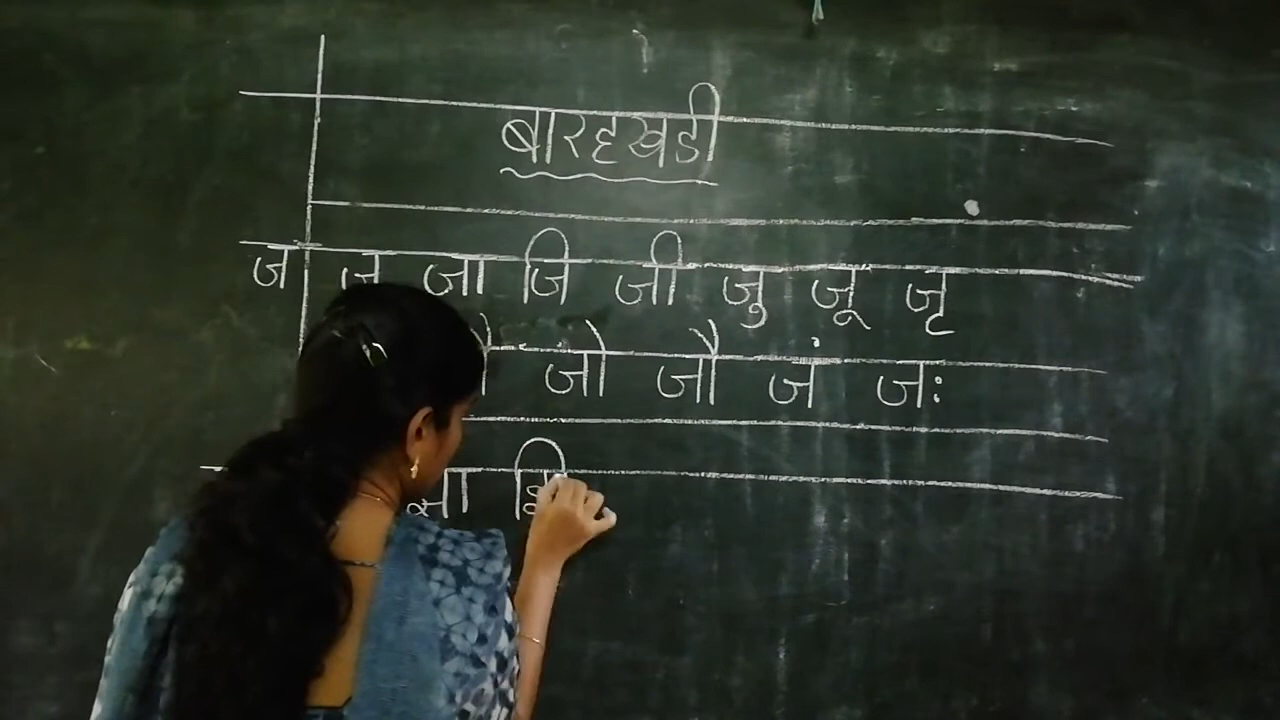 बारहखडी
ज ज जा जि जी जु जू जृ
जो जौ जं जः